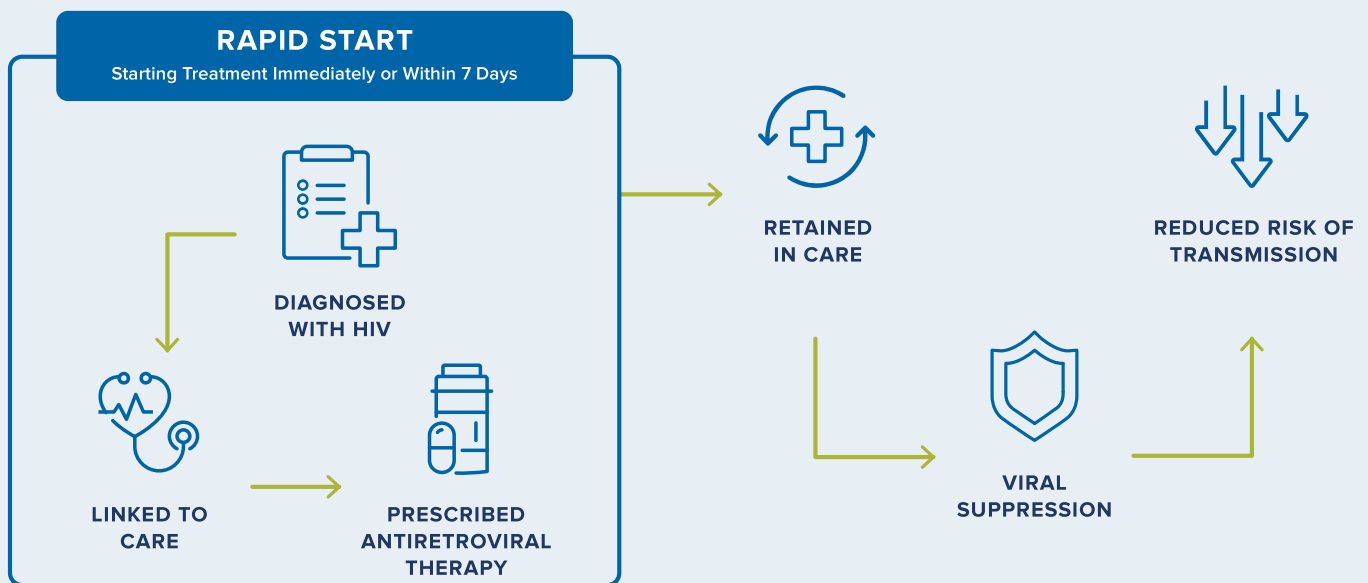 RAPID START
Starting Treatment Immediately or Within 7 Days
DIAGNOSED
WITH HIV
LINKED TO
CARE
PRESCRIBED
ANTIRETROVIRAL
THERAPY
RETAINED
IN CARE
VIRAL
SUPPRESSION
REDUCED RISK OF
TRANSMISSION